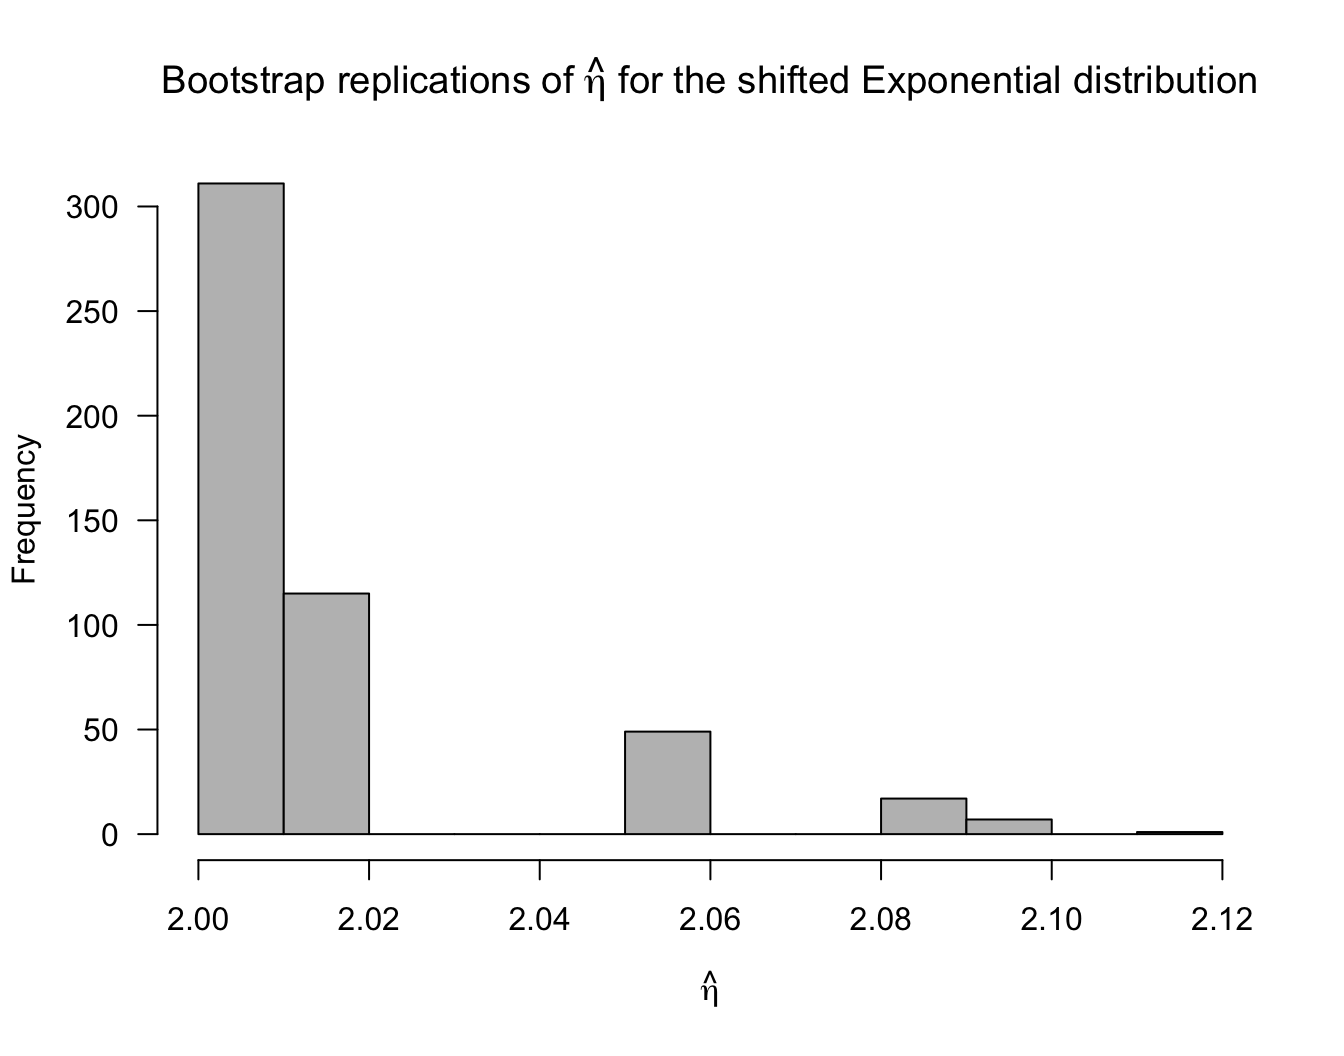 Bootstrap replications of η̂ for the shifted Exponential distribution
300
250
200
150
100
50
0
Frequency
2.00 2.02 2.04 2.06 2.08 2.10 2.12
η̂